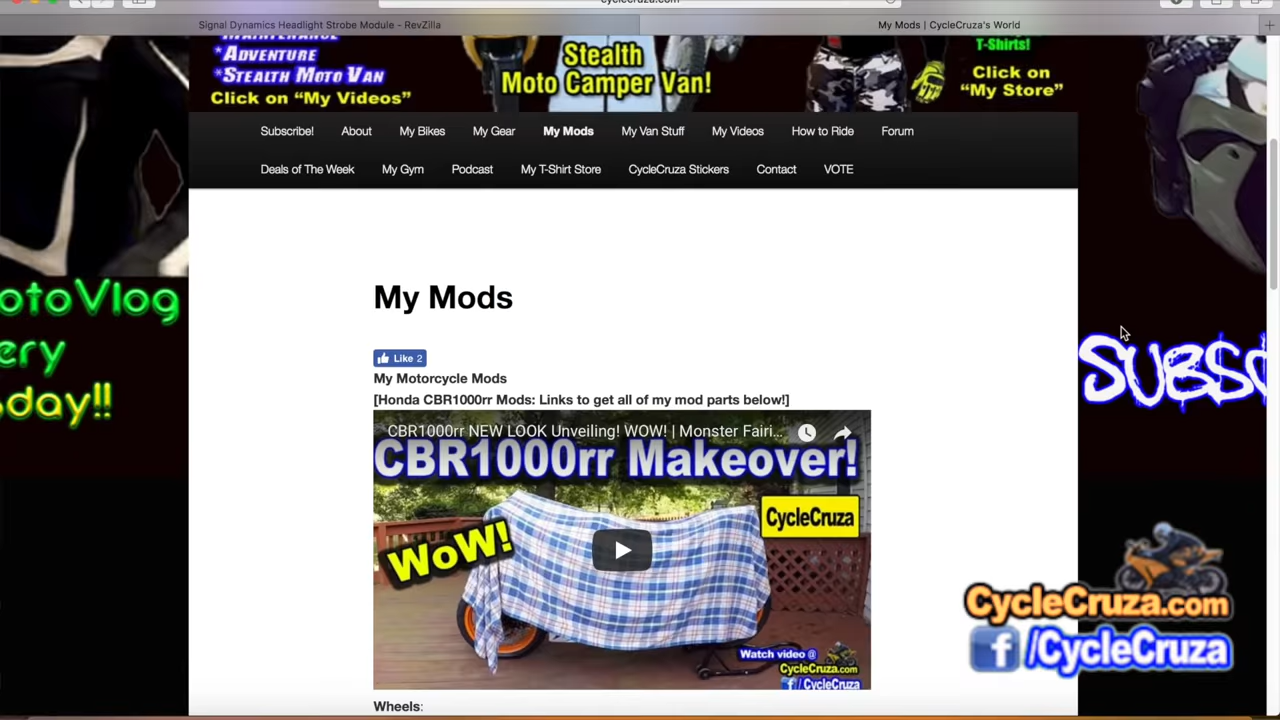 Signal Dynamics Headlight Strobe Module - RevZilla
My Mods | CycleCruza's World
*Adventure
*Stealth Moto Van
Click on "My Videos"
Stealth
Moto Camper Van!
T-Shirts!
Click on
"My Store"
Subscribe! About My Bikes My Gear My Mods My Van Stuff My Videos How to Ride Forum
Deals of The Week My Gym Podcast My T-Shirt Store CycleCruza Stickers Contact VOTE
My Mods
Like 2
My Motorcycle Mods
[Honda CBR1000rr Mods: Links to get all of my mod parts below!]
CBR1000rr NEW LOOK Unveiling! WOW! | Monster Fairi...
CBR1000rr Makeover!
CycleCruza
WoW!
Watch video @
CycleCruza.com
f/CycleCruza
Wheels:
otoVlog
ery
sday!!
SUBSC
CycleCruza.com
f/CycleCruza